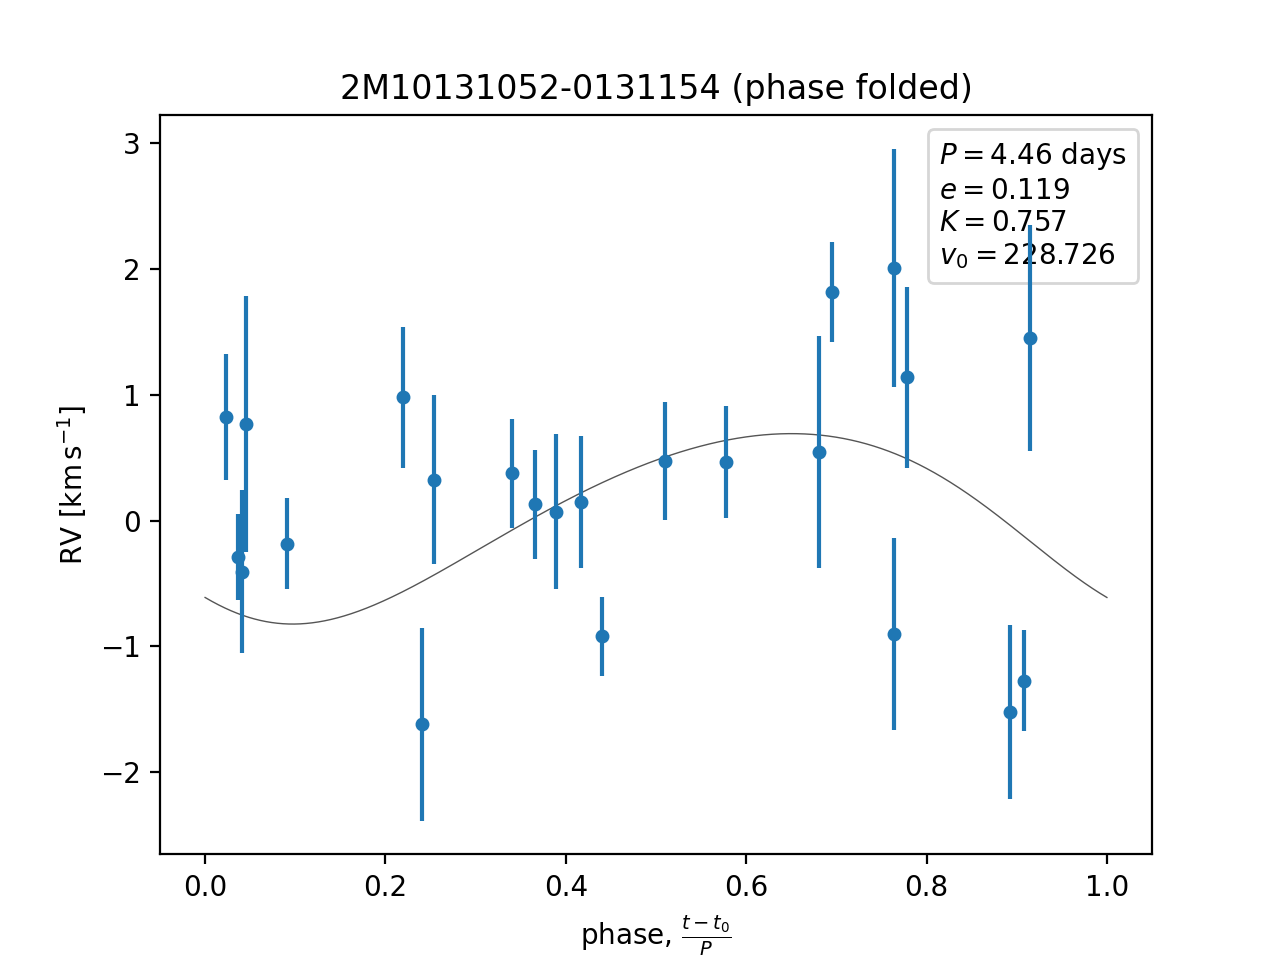 2M10131052-0131154 (phase folded)
P = 4.46 days
e = 0.119
K = 0.757
v₀ = 228.726
3
2
1
0
−1
−2
RV [km s⁻¹]
0.0 0.2 0.4 0.6 0.8 1.0
phase, (t − t₀)/P